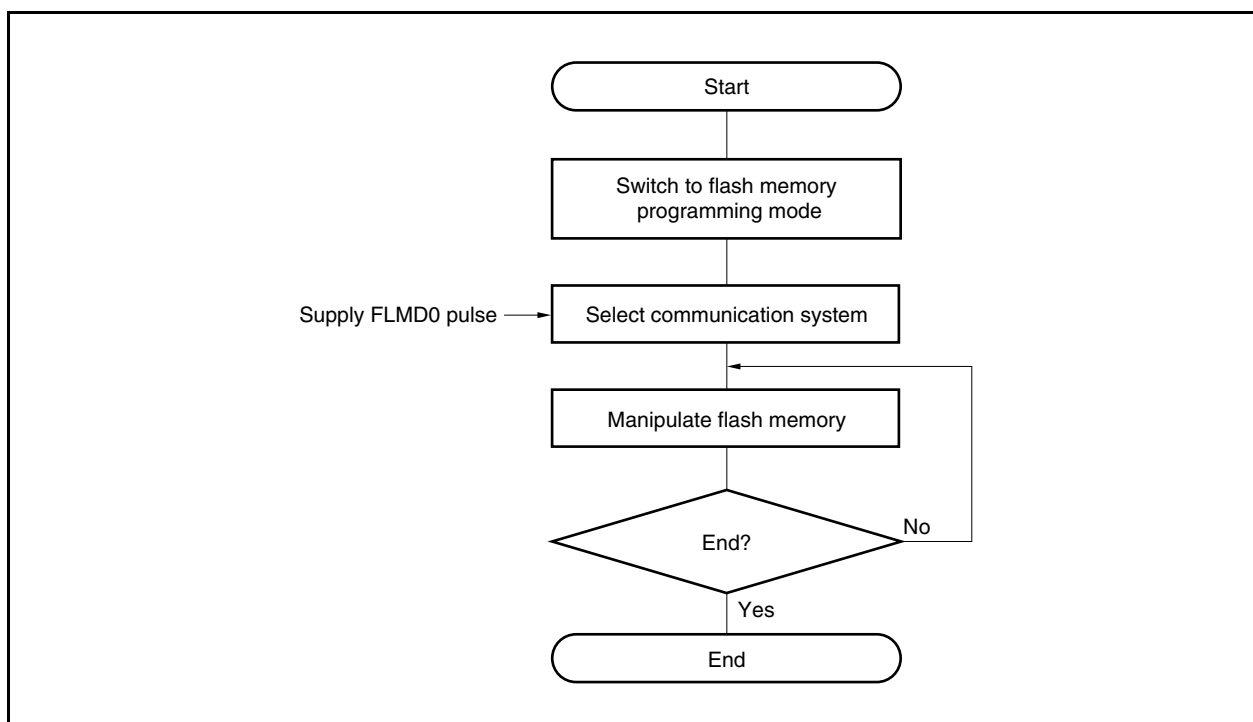 Start
Switch to flash memory
programming mode
Supply FLMD0 pulse
Select communication system
Manipulate flash memory
End?
No
Yes
End